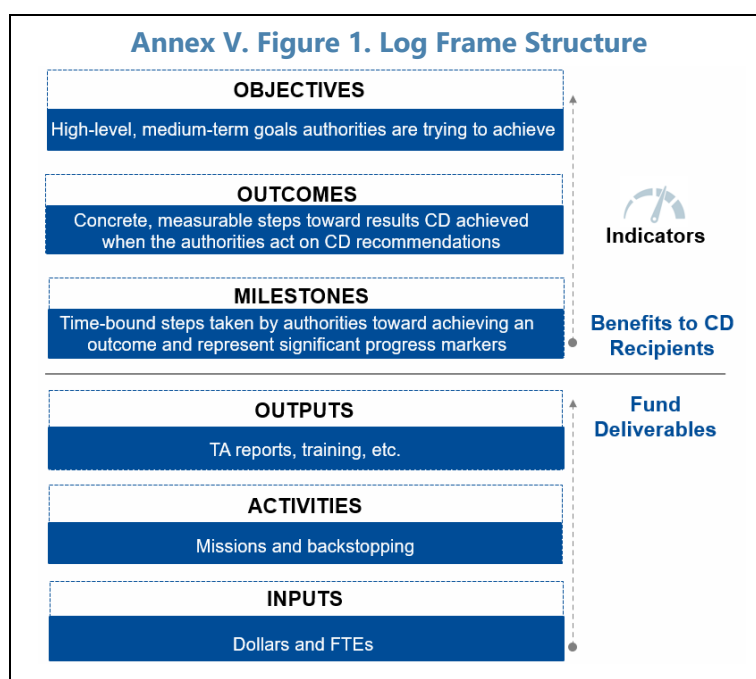 Annex V. Figure 1. Log Frame Structure
OBJECTIVES
High-level, medium-term goals authorities are trying to achieve
OUTCOMES
Concrete, measurable steps toward results CD achieved
when the authorities act on CD recommendations
Indicators
MILESTONES
Time-bound steps taken by authorities toward achieving an
outcome and represent significant progress markers
Benefits to CD
Recipients
OUTPUTS
TA reports, training, etc.
Fund
Deliverables
ACTIVITIES
Missions and backstopping
INPUTS
Dollars and FTEs